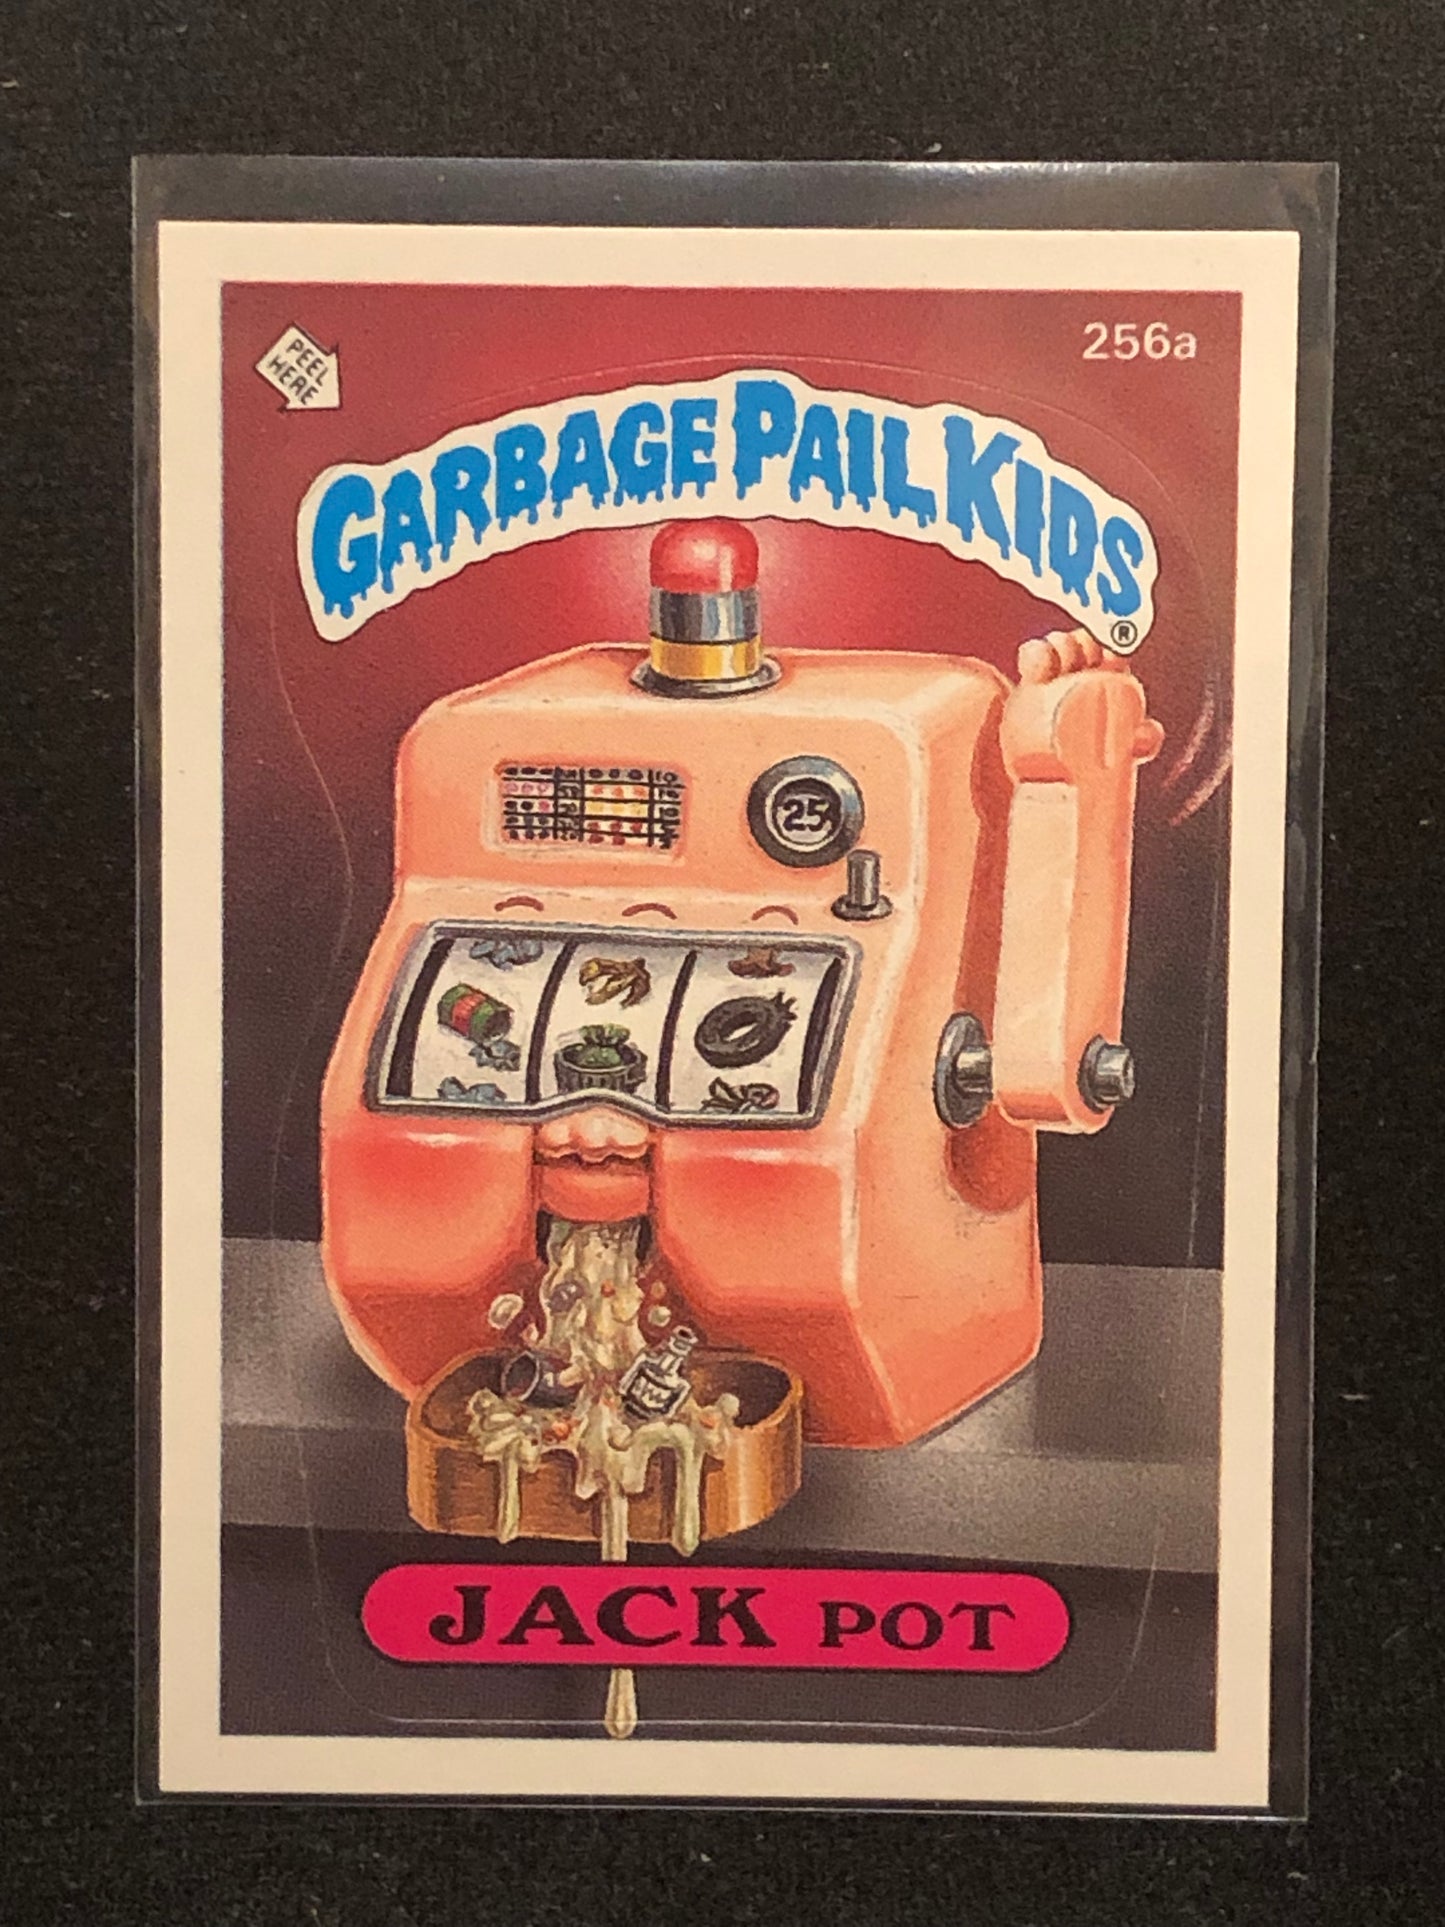 PEEL
HERE
256a
GARBAGE PAIL KIDS
®
25¢
JACK POT